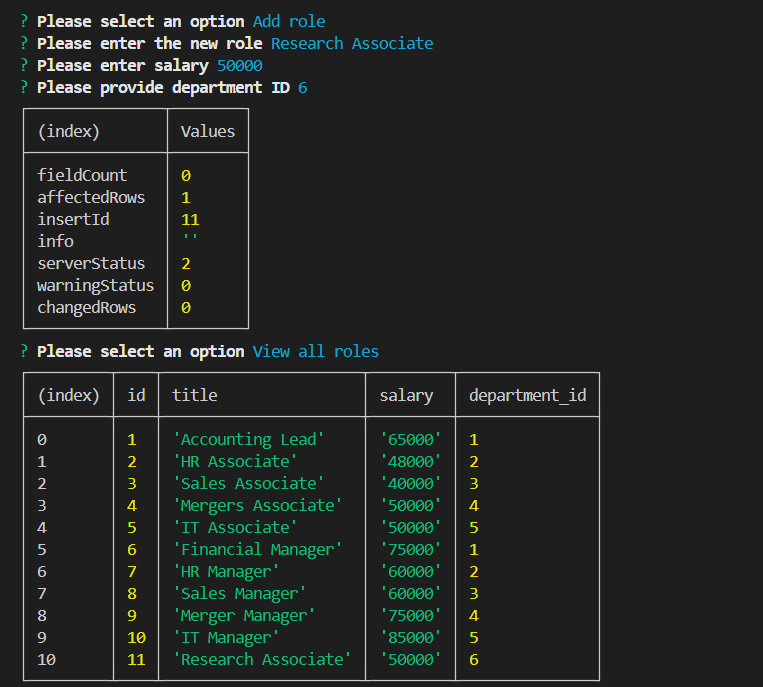 ? Please select an option Add role
? Please enter the new role Research Associate
? Please enter salary 50000
? Please provide department ID 6
(index) Values
fieldCount 0
affectedRows 1
insertId 11
info ''
serverStatus 2
warningStatus 0
changedRows 0
? Please select an option View all roles
(index) id title salary department_id
0 1 'Accounting Lead' '65000' 1
1 2 'HR Associate' '48000' 2
2 3 'Sales Associate' '40000' 3
3 4 'Mergers Associate' '50000' 4
4 5 'IT Associate' '50000' 5
5 6 'Financial Manager' '75000' 1
6 7 'HR Manager' '60000' 2
7 8 'Sales Manager' '60000' 3
8 9 'Merger Manager' '75000' 4
9 10 'IT Manager' '85000' 5
10 11 'Research Associate' '50000' 6